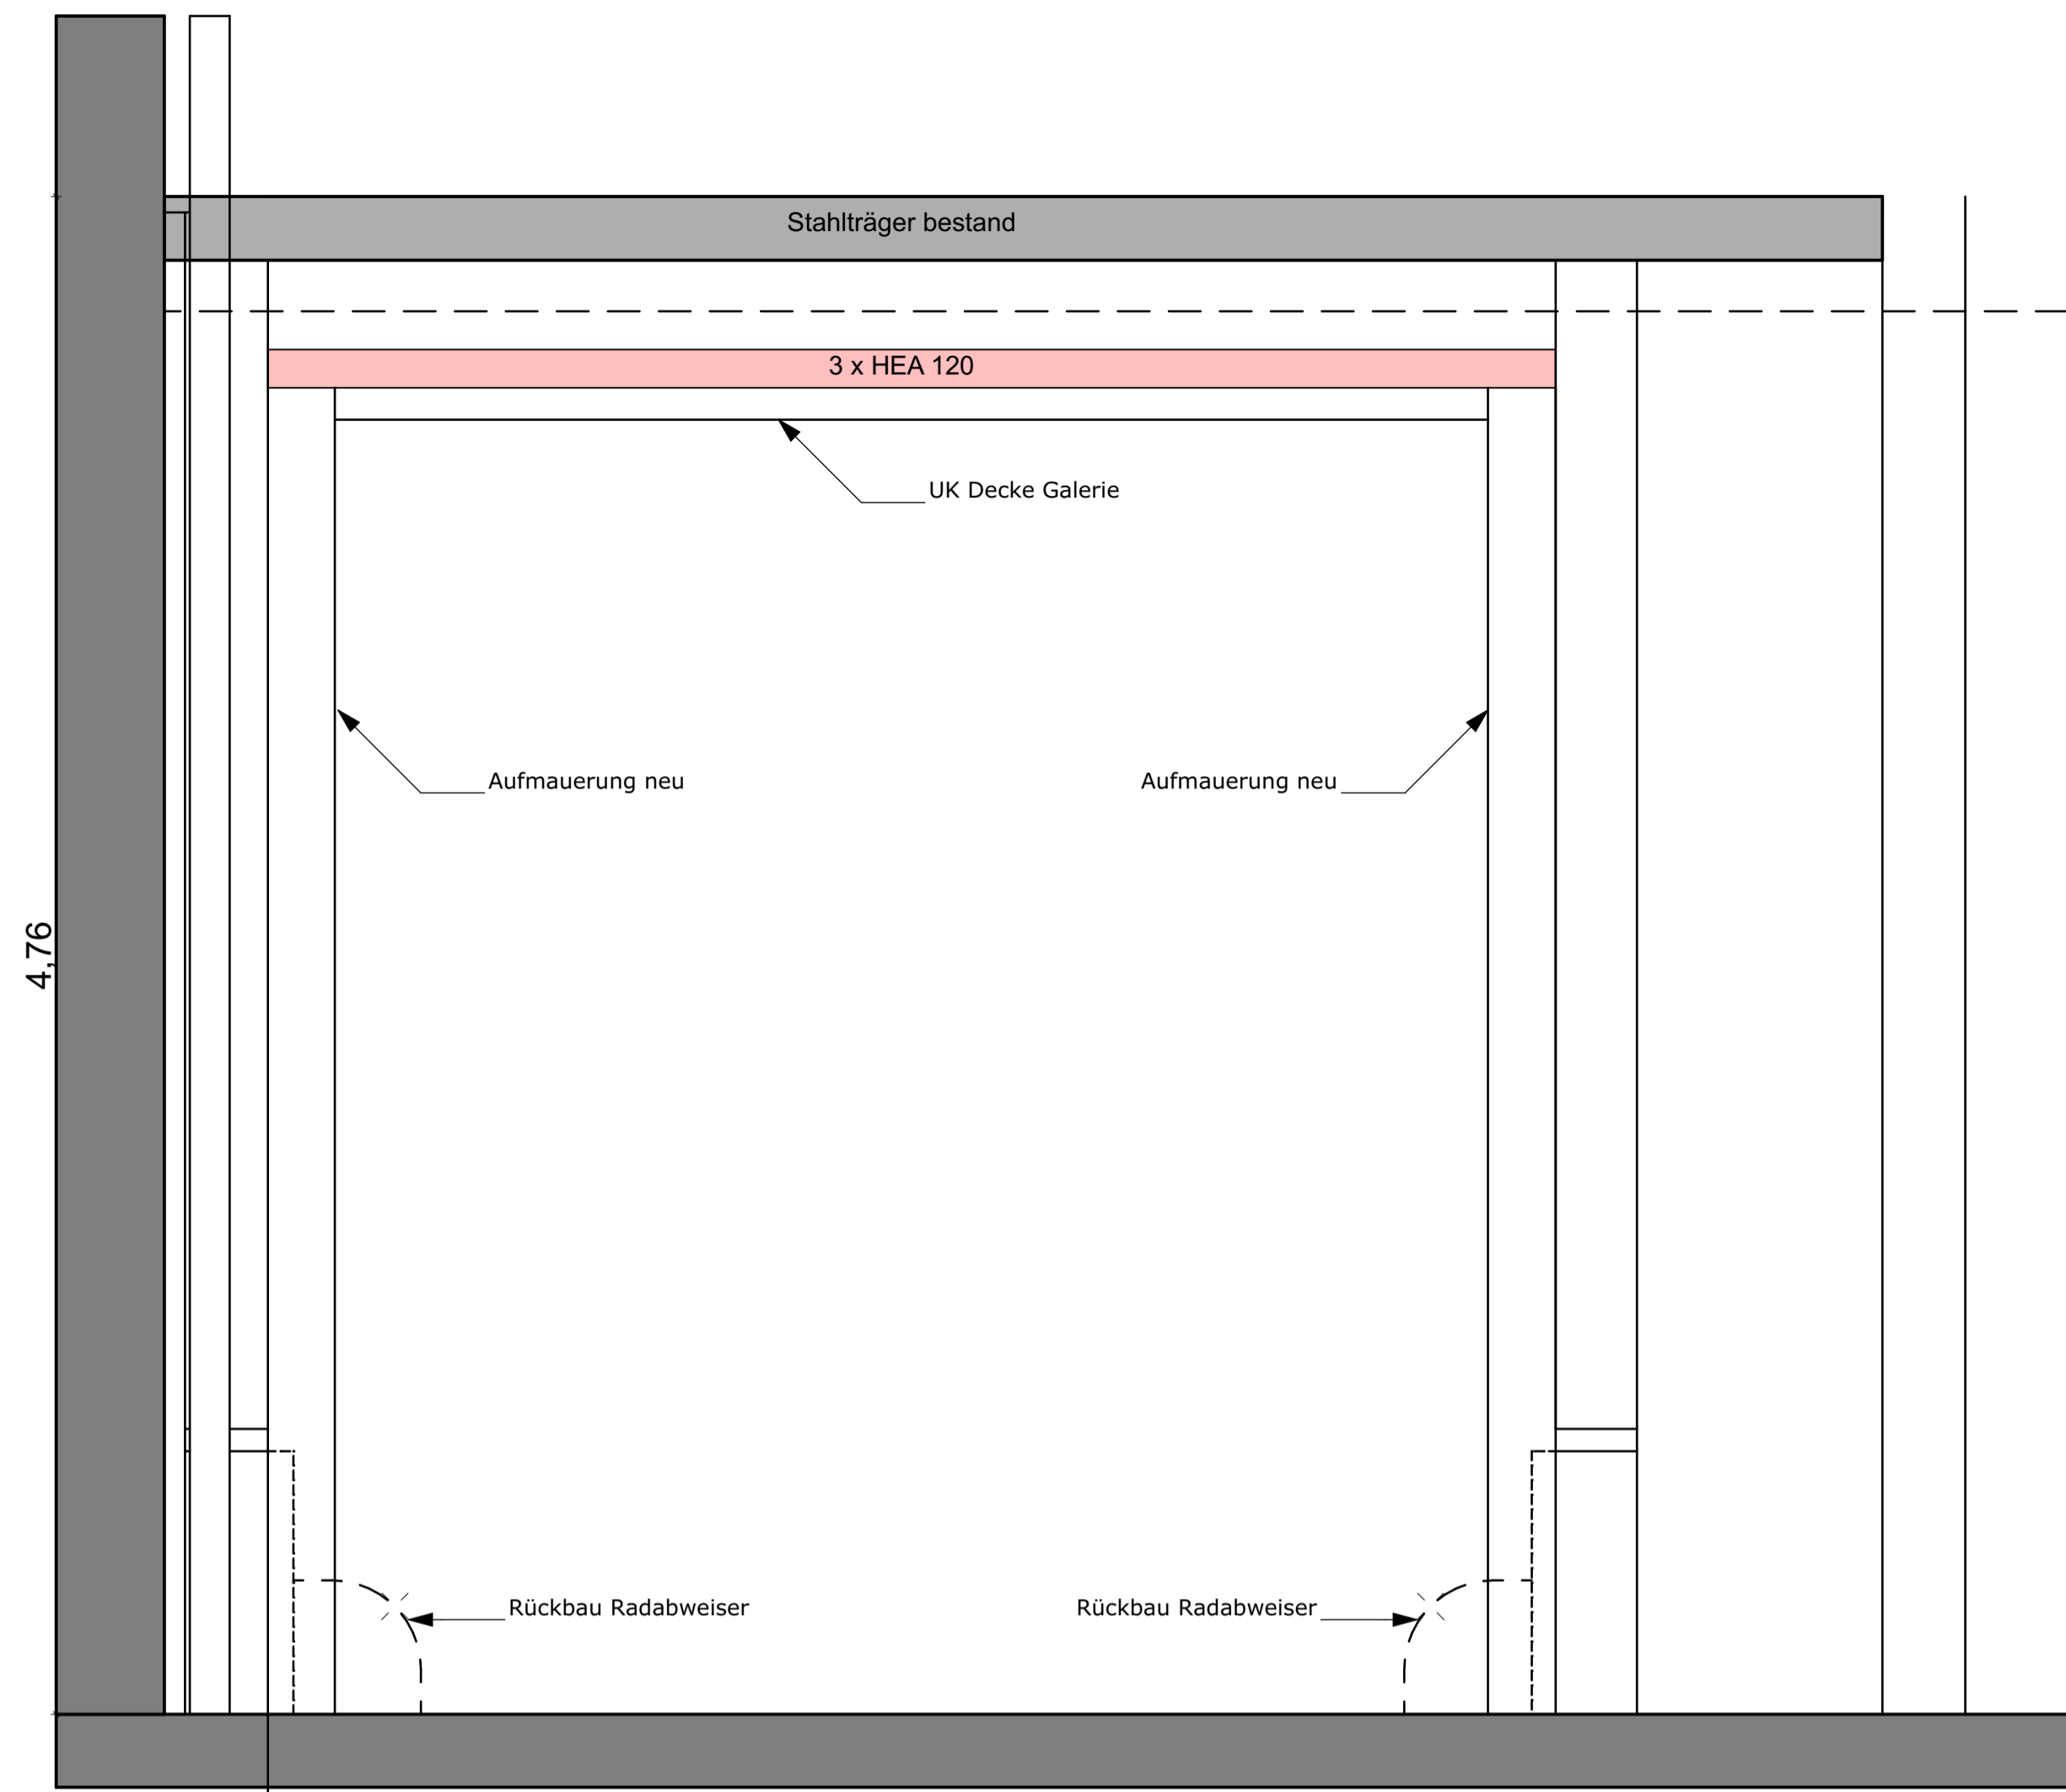 Stahlträger bestand
3 x HEA 120
UK Decke Galerie
Aufmauerung neu
Aufmauerung neu
4,76
Rückbau Radabweiser
Rückbau Radabweiser